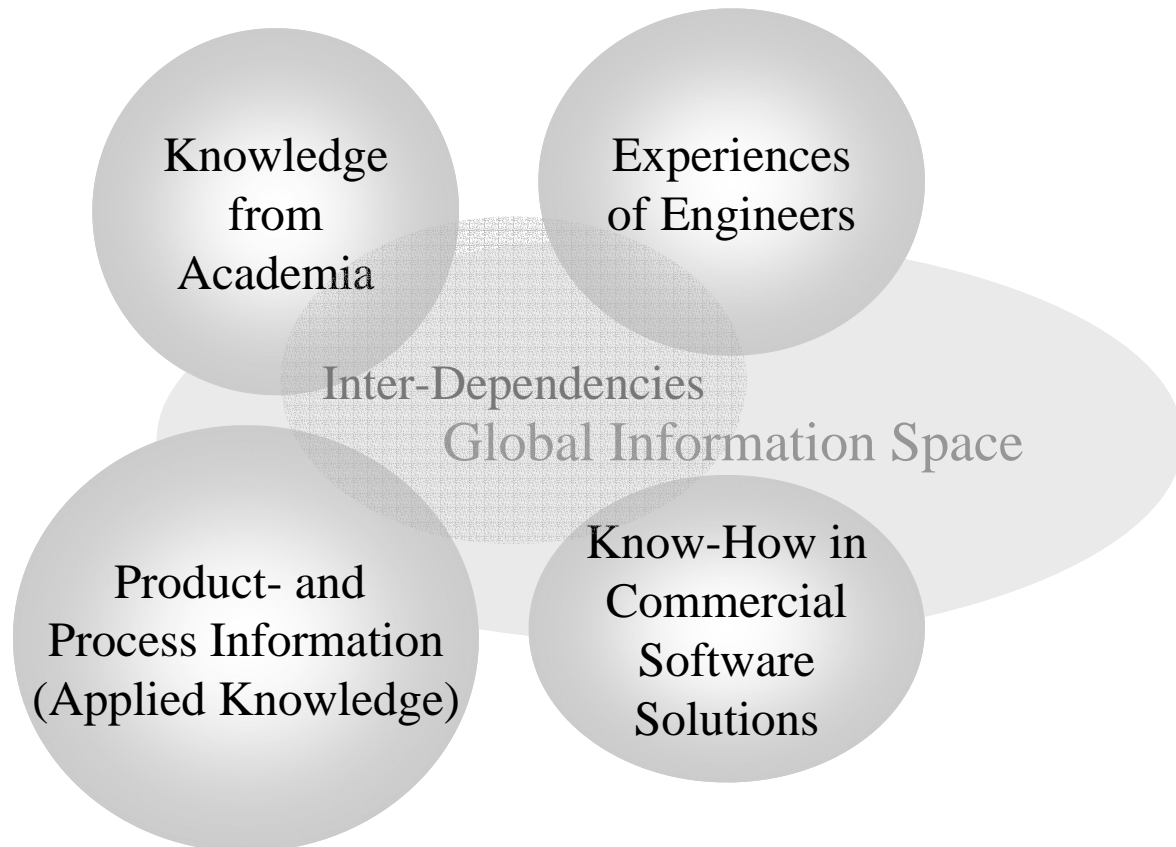 Knowledge
from
Academia
Experiences
of Engineers
Inter-Dependencies
Global Information Space
Product- and
Process Information
(Applied Knowledge)
Know-How in
Commercial
Software
Solutions